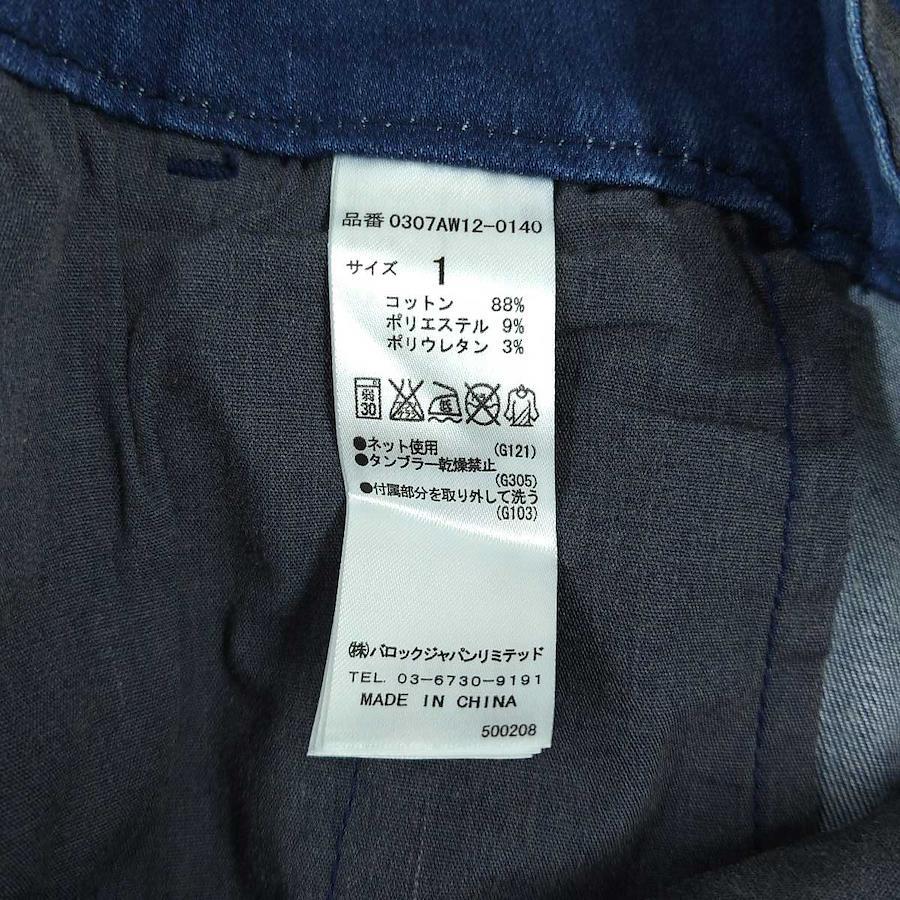 品番 0307AW12-0140
サイズ 1
コットン 88%
ポリエステル 9%
ポリウレタン 3%
弱
30
低
●ネット使用 (G121)
●タンブラー乾燥禁止
(G305)
●付属部分を取り外して洗う
(G103)
㈱バロックジャパンリミテッド
TEL. 03-6730-9191
MADE IN CHINA
500208